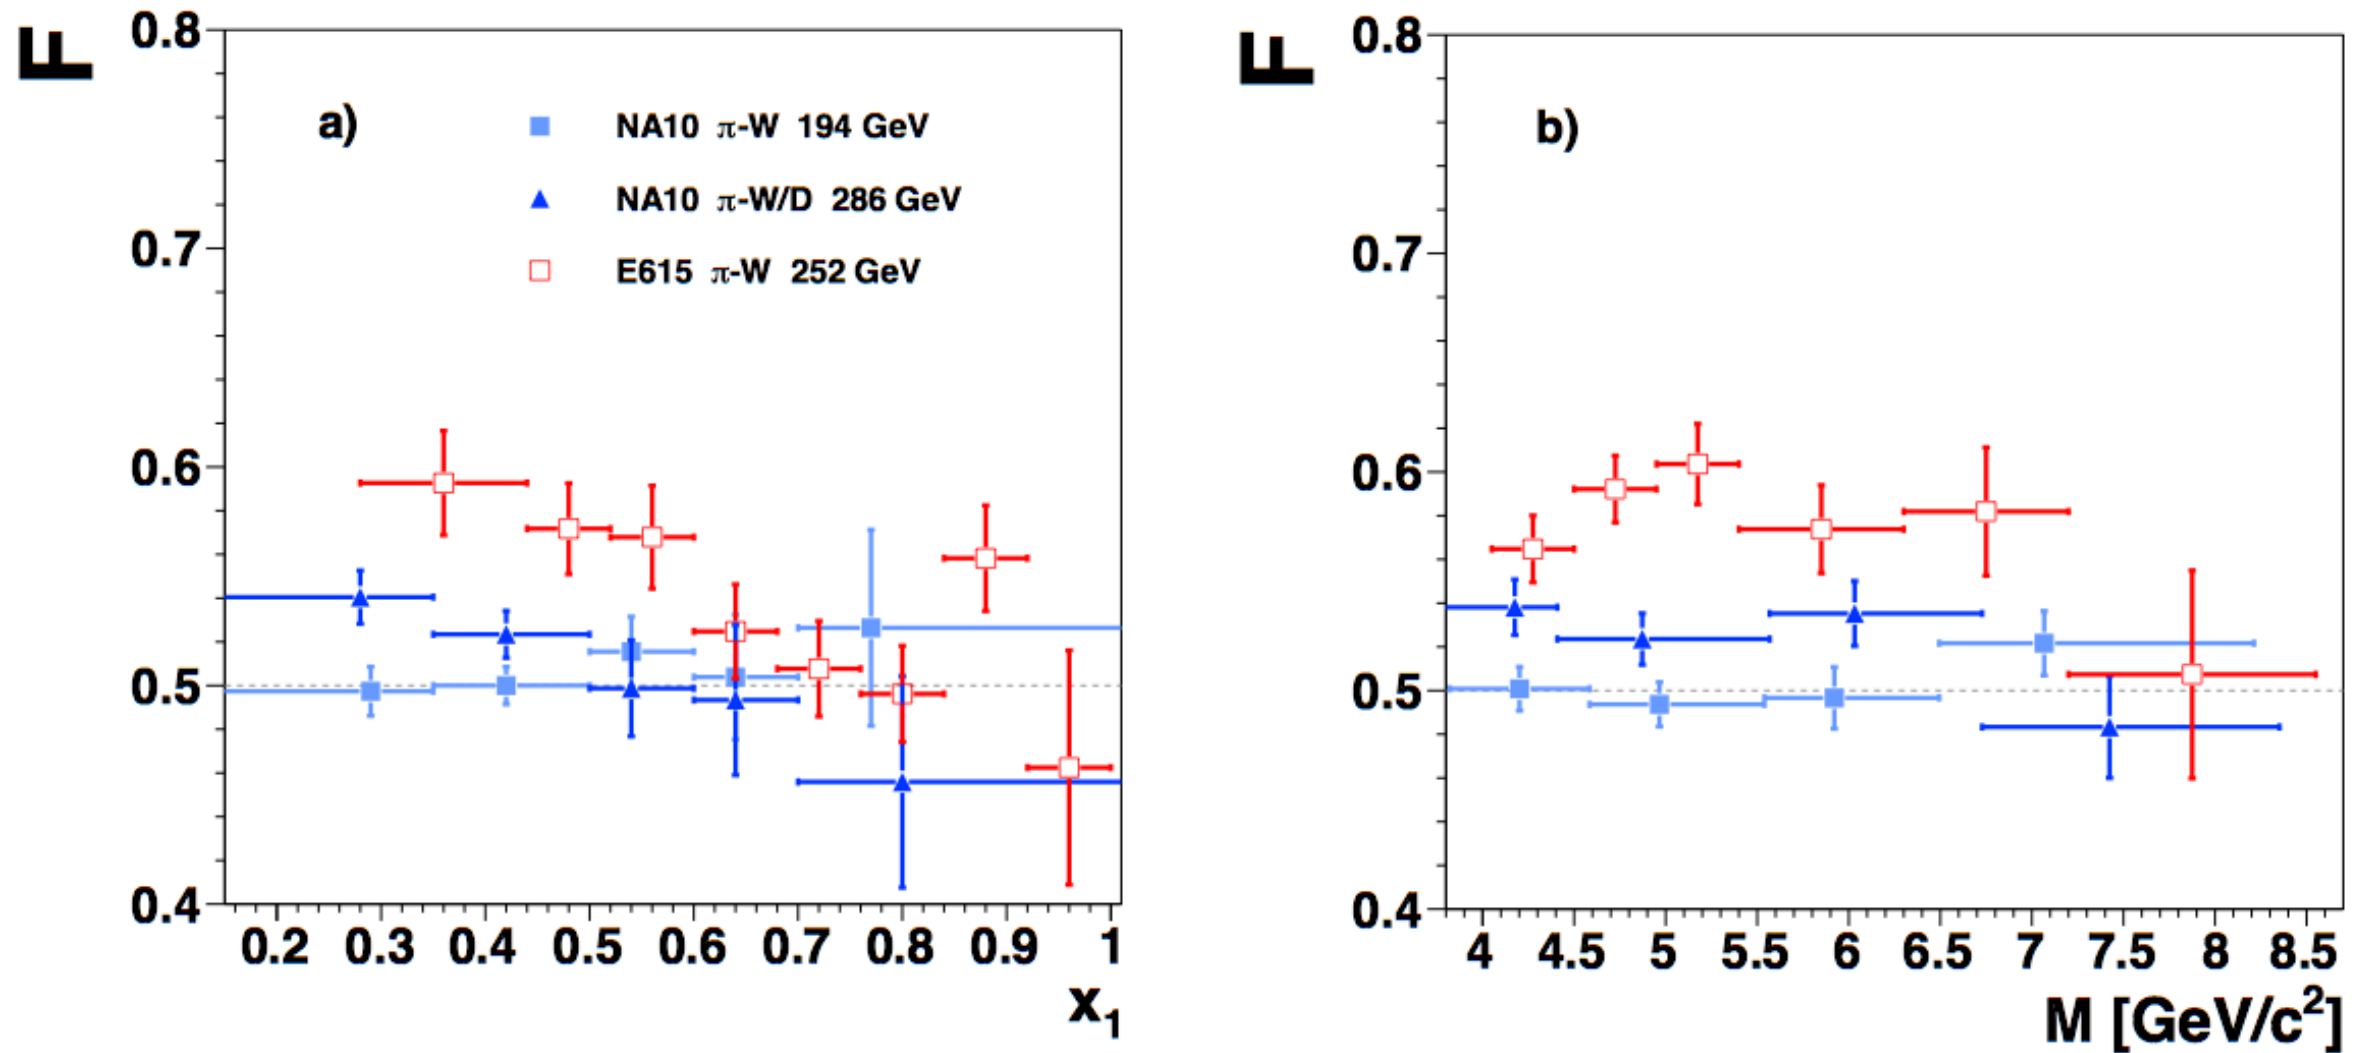 F
0.8
0.7
0.6
0.5
0.4
a)
NA10 π-W 194 GeV
NA10 π-W/D 286 GeV
E615 π-W 252 GeV
0.2 0.3 0.4 0.5 0.6 0.7 0.8 0.9 1
x₁
F
0.8
0.7
0.6
0.5
0.4
b)
4 4.5 5 5.5 6 6.5 7 7.5 8 8.5
M [GeV/c²]